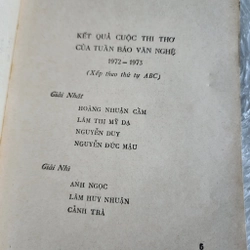 KẾT QUẢ CUỘC THI THƠ
CỦA TUẦN BÁO VĂN NGHỆ
1972 - 1973
(Xếp theo thứ tự ABC)
Giải Nhất
HOÀNG NHUẬN CẦM
LÂM THỊ MỸ DẠ
NGUYỄN DUY
NGUYỄN ĐỨC MẬU
Giải Nhì
ANH NGỌC
LÂM HUY NHUẬN
CẢNH TRÀ
5